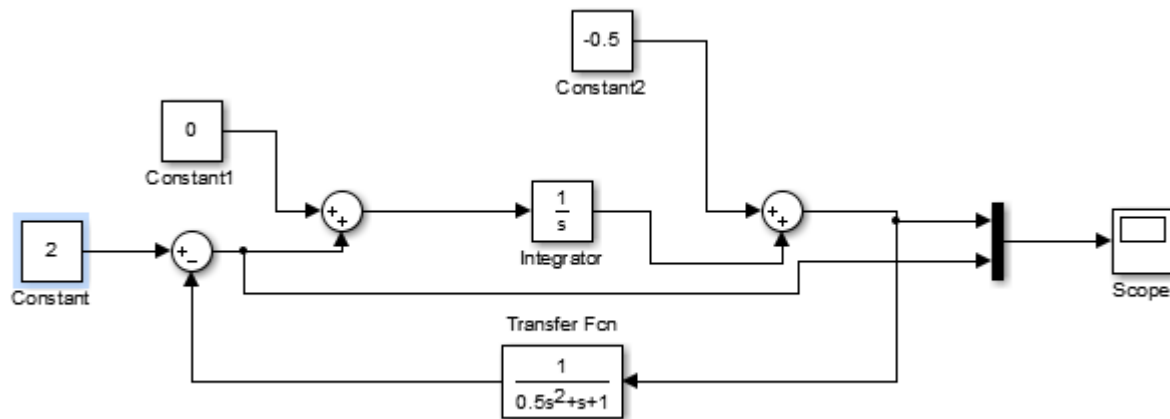 -0.5
Constant2
0
Constant1
+
+
1
s
Integrator
+
+
2
Constant
+
−
Scope
Transfer Fcn
1
0.5s²+s+1